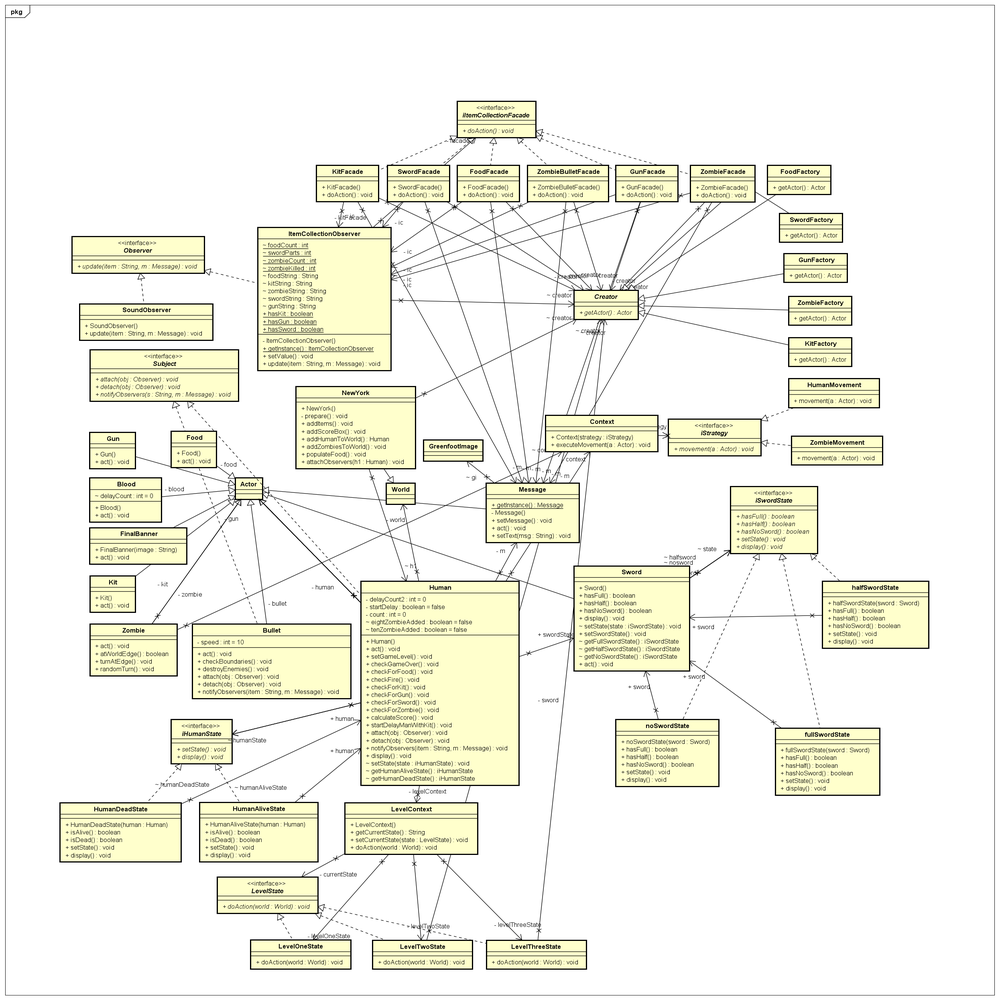 pkg
<<interface>>
IItemCollectionFacade
+ doAction() : void
KitFacade
+ KitFacade()
+ doAction() : void
SwordFacade
+ SwordFacade()
+ doAction() : void
FoodFacade
+ FoodFacade()
+ doAction() : void
ZombieBulletFacade
+ ZombieBulletFacade()
+ doAction() : void
GunFacade
+ GunFacade()
+ doAction() : void
ZombieFacade
+ ZombieFacade()
+ doAction() : void
FoodFactory
+ getActor() : Actor
SwordFactory
+ getActor() : Actor
GunFactory
+ getActor() : Actor
ZombieFactory
+ getActor() : Actor
KitFactory
+ getActor() : Actor
<<interface>>
Observer
+ update(item : String, m : Message) : void
SoundObserver
+ SoundObserver()
+ update(item : String, m : Message) : void
<<interface>>
Subject
+ attach(obj : Observer) : void
+ detach(obj : Observer) : void
+ notifyObservers(s : String, m : String) : void
ItemCollectionObserver
~ foodCount : int
~ swordParts : int
~ zombieCount : int
~ zombieKilled : int
~ foodString : String
~ kitString : String
~ zombieString : String
~ swordString : String
~ gunString : String
+ hasKit : boolean
+ hasGun : boolean
+ hasSword : boolean
- ItemCollectionObserver()
+ getInstance() : ItemCollectionObserver
+ setValue() : void
+ update(item : String, m : Message) : void
- ic
- ic
- ic
- ic
Creator
+ getActor() : Actor
~ creator
~ creator
NewYork
+ NewYork()
- prepare() : void
+ addItems() : void
+ addScoreBox() : void
+ addHumanToWorld() : Human
+ addZombiesToWorld() : void
+ populateFood() : void
+ attachObservers(h1 : Human) : void
GreenfootImage
~ gi
Context
+ Context(strategy : iStrategy)
+ executeMovement(a : Actor) : void
- context
<<interface>>
iStrategy
+ movement(a : Actor) : void
HumanMovement
+ movement(a : Actor) : void
ZombieMovement
+ movement(a : Actor) : void
Gun
+ Gun()
+ act() : void
Food
+ Food()
+ act() : void
- food
Actor
Blood
~ delayCount : int = 0
+ Blood()
+ act() : void
- blood
FinalBanner
+ FinalBanner(image : String)
+ act() : void
- gun
Kit
+ Kit()
+ act() : void
- kit
- zombie
- human
- bullet
Zombie
+ act() : void
+ atWorldEdge() : boolean
+ turnAtEdge() : void
+ randomTurn() : void
Bullet
- speed : int = 10
+ act() : void
+ checkBoundaries() : void
+ destroyEnemies() : void
+ attach(obj : Observer) : void
+ detach(obj : Observer) : void
+ notifyObservers(item : String, m : Message) : void
World
- world
~ h1
Message
+ getInstance() : Message
- Message()
+ setMessage() : void
+ act() : void
+ setText(msg : String) : void
- m
Human
- delayCount2 : int = 0
- startDelay : boolean = false
- count : int = 0
~ eightZombieAdded : boolean = false
~ tenZombieAdded : boolean = false
+ Human()
+ act() : void
+ setGameLevel() : void
+ checkGameOver() : void
+ checkForFood() : void
+ checkFire() : void
+ checkForKit() : void
+ checkForGun() : void
+ checkForSword() : void
+ checkForZombie() : void
+ calculateScore() : void
+ startDelayManWithKit() : void
+ attach(obj : Observer) : void
+ detach(obj : Observer) : void
+ notifyObservers(item : String, m : Message) : void
+ display() : void
~ setState(state : iHumanState) : void
~ getHumanAliveState() : iHumanState
~ getHumanDeadState() : iHumanState
Sword
+ Sword()
+ hasFull() : boolean
+ hasHalf() : boolean
+ hasNoSword() : boolean
+ display() : void
~ setState(state : iSwordState) : void
+ setSwordState() : void
~ getFullSwordState() : iSwordState
~ getHalfSwordState() : iSwordState
~ getNoSwordState() : iSwordState
+ act() : void
~ state
~ halfsword
~ nosword
- sword
+ sword
+ sword
+ sword
<<interface>>
iSwordState
+ hasFull() : boolean
+ hasHalf() : boolean
+ hasNoSword() : boolean
+ setState() : void
+ display() : void
halfSwordState
+ halfSwordState(sword : Sword)
+ hasFull() : boolean
+ hasHalf() : boolean
+ hasNoSword() : boolean
+ setState() : void
+ display() : void
noSwordState
+ noSwordState(sword : Sword)
+ hasFull() : boolean
+ hasHalf() : boolean
+ hasNoSword() : boolean
+ setState() : void
+ display() : void
fullSwordState
+ fullSwordState(sword : Sword)
+ hasFull() : boolean
+ hasHalf() : boolean
+ hasNoSword() : boolean
+ setState() : void
+ display() : void
<<interface>>
iHumanState
+ setState() : void
+ display() : void
+ human
+ human
~ humanDeadState
~ humanAliveState
HumanDeadState
+ HumanDeadState(human : Human)
+ isAlive() : boolean
+ isDead() : boolean
+ setState() : void
+ display() : void
HumanAliveState
+ HumanAliveState(human : Human)
+ isAlive() : boolean
+ isDead() : boolean
+ setState() : void
+ display() : void
- levelContext
LevelContext
+ LevelContext()
+ getCurrentState() : String
+ setCurrentState(state : LevelState) : void
+ doAction(world : World) : void
- currentState
<<interface>>
LevelState
+ doAction(world : World) : void
- levelOneState
- levelTwoState
- levelThreeState
LevelOneState
+ doAction(world : World) : void
LevelTwoState
+ doAction(world : World) : void
LevelThreeState
+ doAction(world : World) : void